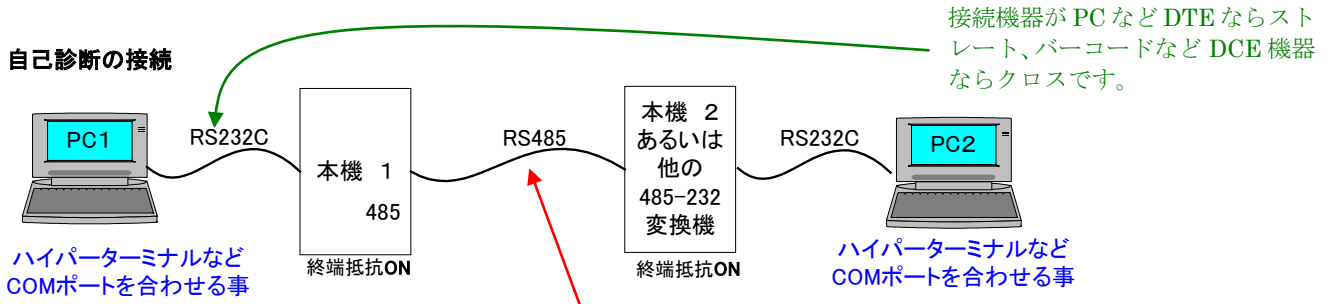 接続機器が PC など DTE ならスト
レート、バーコードなど DCE 機器
ならクロスです。
自己診断の接続
PC1
RS232C
本機 1
485
終端抵抗ON
RS485
本機 2
あるいは
他の
485-232
変換機
終端抵抗ON
RS232C
PC2
ハイパーターミナルなど
COMポートを合わせる事
ハイパーターミナルなど
COMポートを合わせる事